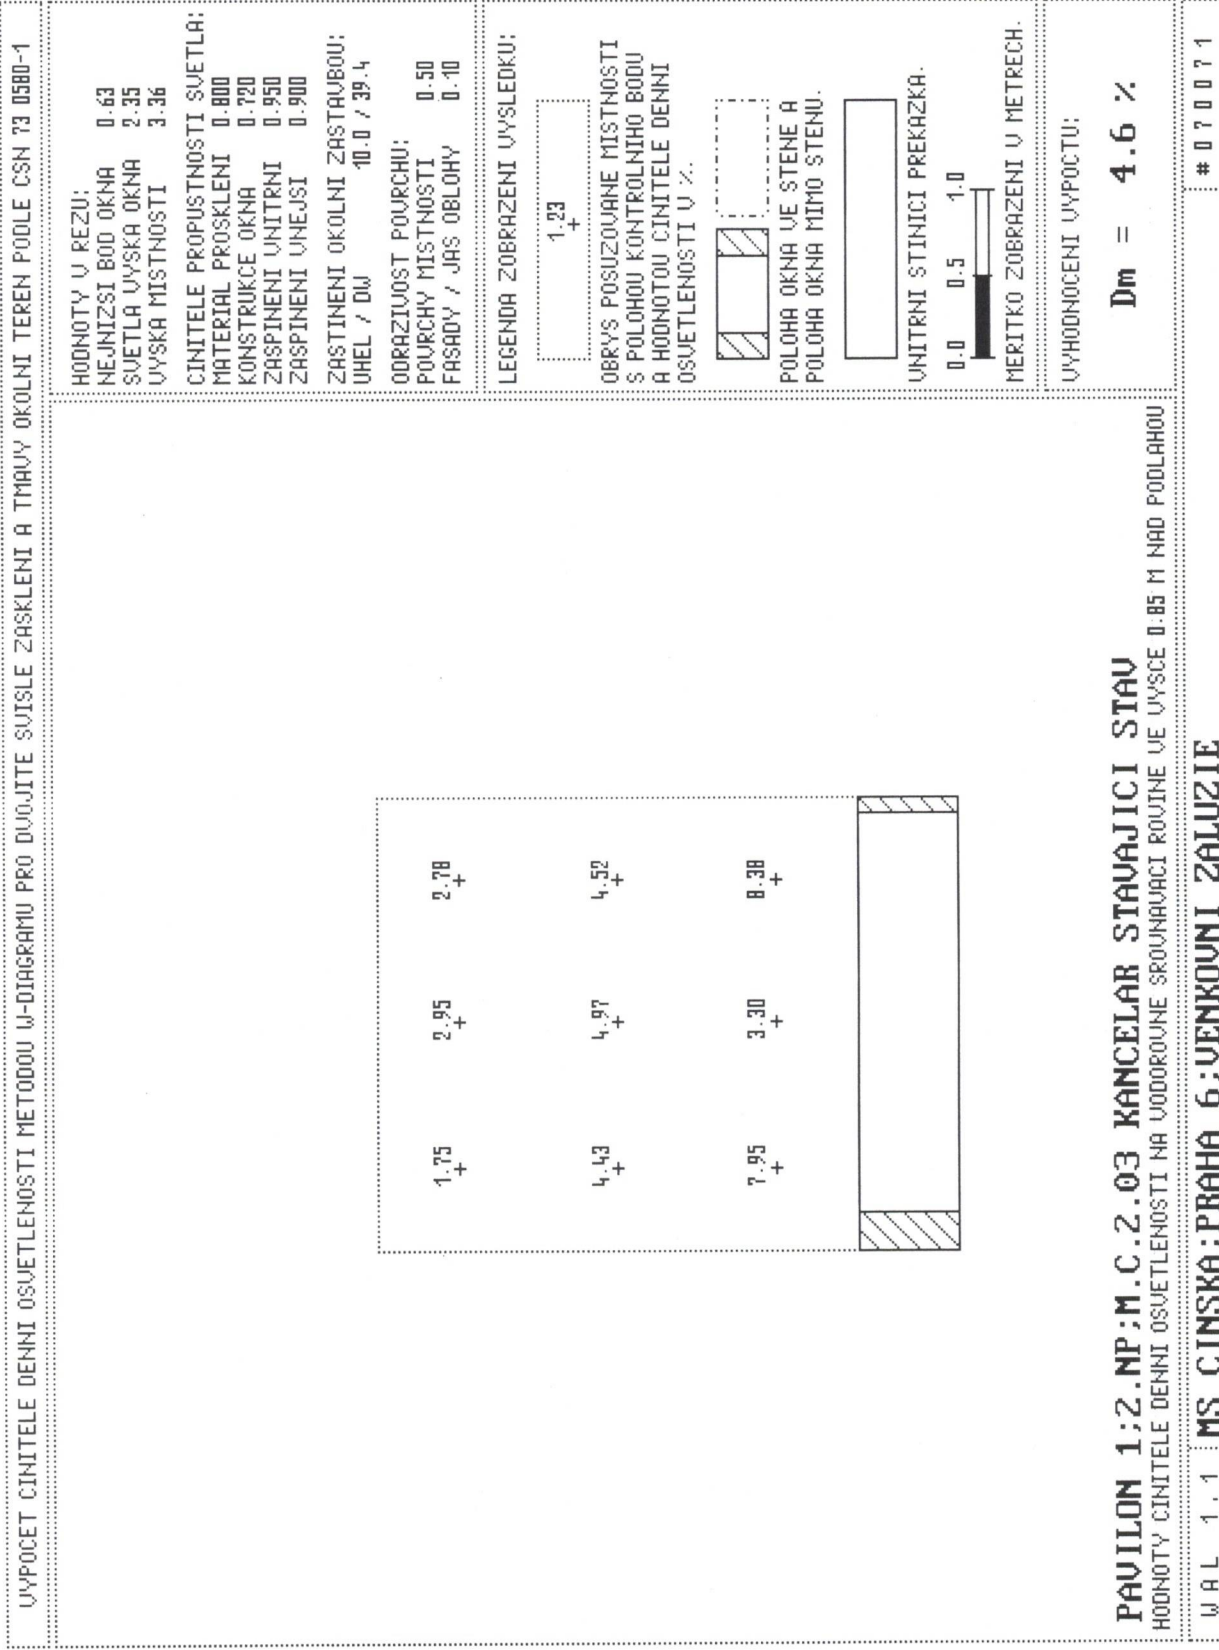 VYPOCET CINITELE DENNI OSVETLENOSTI METODOU W-DIAGRAMU PRO DVOJITE SVISLE ZASKLENI A TMAVY OKOLNI TEREN PODLE CSN 73 0580-1
2.78
+
2.95
+
1.75
+
4.52
+
4.97
+
4.43
+
8.38
+
3.30
+
7.95
+
PAVILON 1;2.NP;M.C.2.03 KANCELAR STAVAJICI STAV
HODNOTY CINITELE DENNI OSVETLENOSTI NA VODOROVNE SROVNAVACI ROVINE VE VYSCE 0.85 M NAD PODLAHOU
HODNOTY V REZU:
NEJNIZSI BOD OKNA 0.63
SVETLA VYSKA OKNA 2.35
VYSKA MISTNOSTI 3.36
CINITELE PROPUSTNOSTI SVETLA:
MATERIAL PROSKLENI 0.800
KONSTRUKCE OKNA 0.720
ZASPINENI VNITRNI 0.950
ZASPINENI VNEJSI 0.900
ZASTINENI OKOLNI ZASTAVBOU:
UHEL / DW 10.0 / 39.4
ODRAZIVOST POVRCHU:
POVRCHY MISTNOSTI 0.50
FASADY / JAS OBLOHY 0.10
LEGENDA ZOBRAZENI VYSLEDKU:
1.23
+
OBRYS POSUZOVANE MISTNOSTI
S POLOHOU KONTROLNIHO BODU
A HODNOTOU CINITELE DENNI
OSVETLENOSTI V %.
POLOHA OKNA VE STENE A
POLOHA OKNA MIMO STENU.
VNITRNI STINICI PREKAZKA.
0.0 0.5 1.0
MERITKO ZOBRAZENI V METRECH.
VYHODNOCENI VYPOCTU:
Dm = 4.6 %
WAL 1.1
MS CINSKA;PRAHA 6;VENKOVNI ZALUZIE
# 07007 1